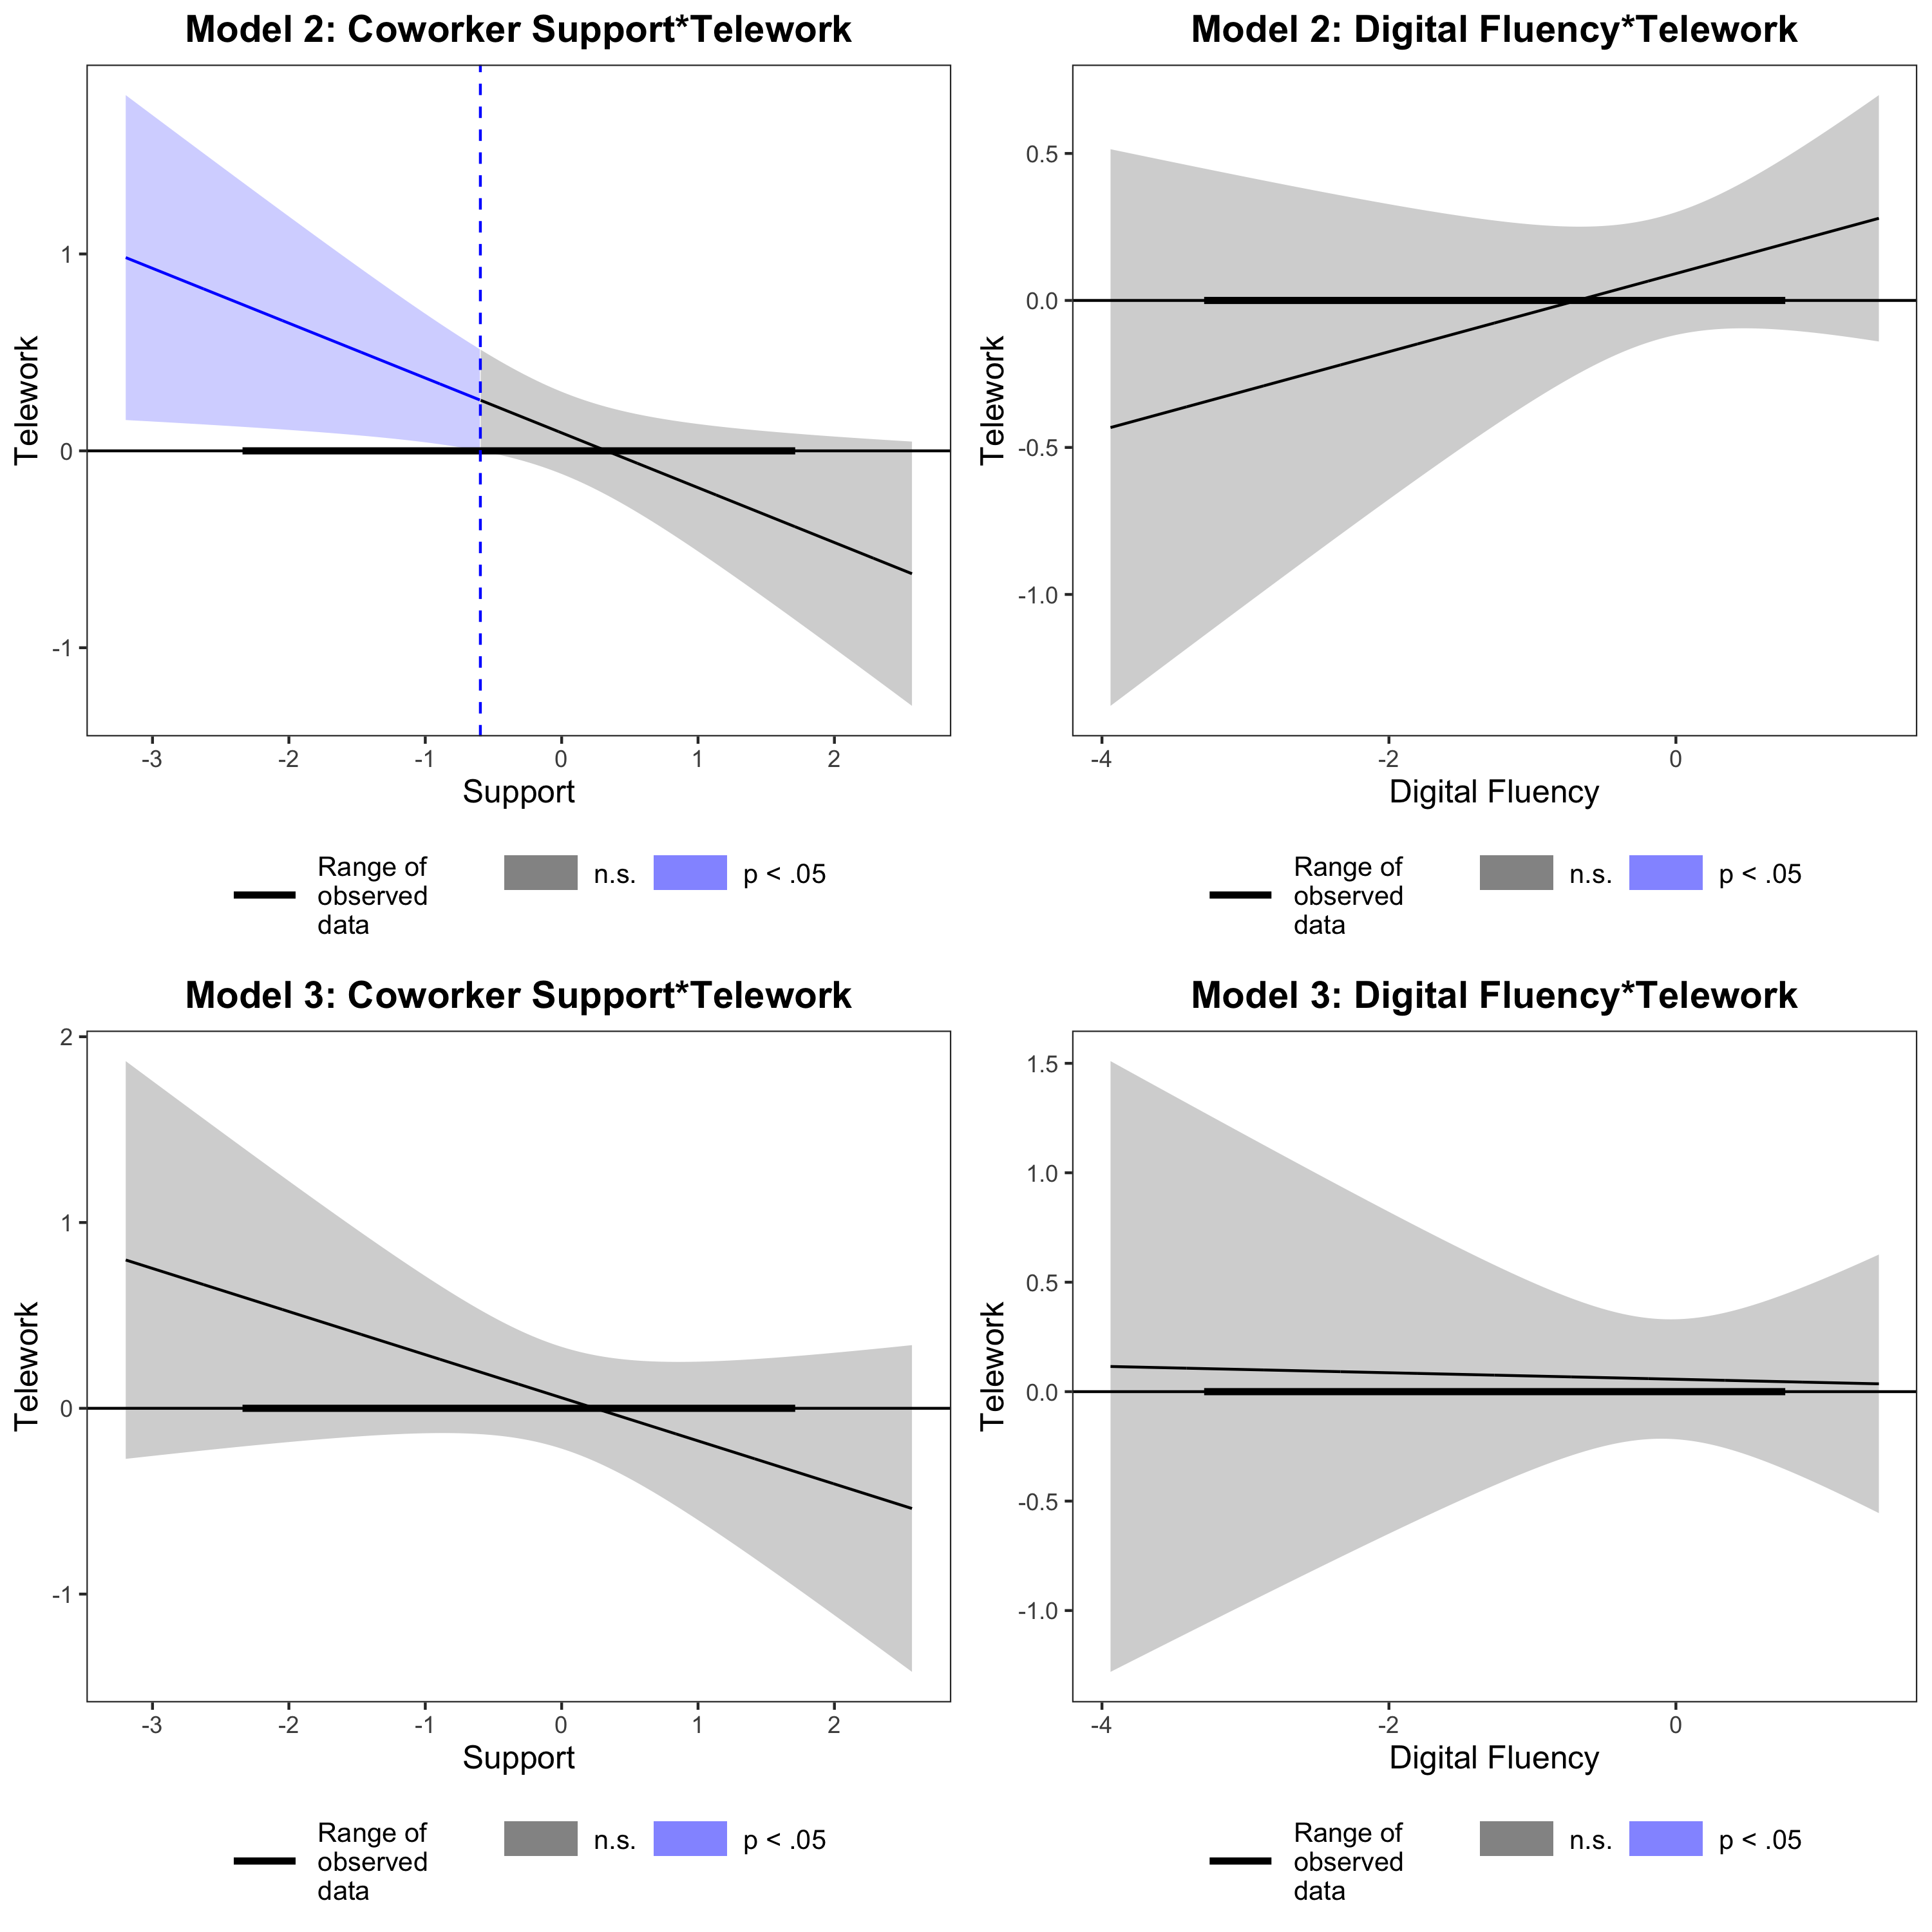 Model 2: Coworker Support*Telework
Telework
1
0
-1
-3 -2 -1 0 1 2
Support
Range of
observed
data
n.s. p < .05
Model 2: Digital Fluency*Telework
Telework
0.5
0.0
-0.5
-1.0
-4 -2 0
Digital Fluency
Range of
observed
data
n.s. p < .05
Model 3: Coworker Support*Telework
Telework
2
1
0
-1
-3 -2 -1 0 1 2
Support
Range of
observed
data
n.s. p < .05
Model 3: Digital Fluency*Telework
Telework
1.5
1.0
0.5
0.0
-0.5
-1.0
-4 -2 0
Digital Fluency
Range of
observed
data
n.s. p < .05